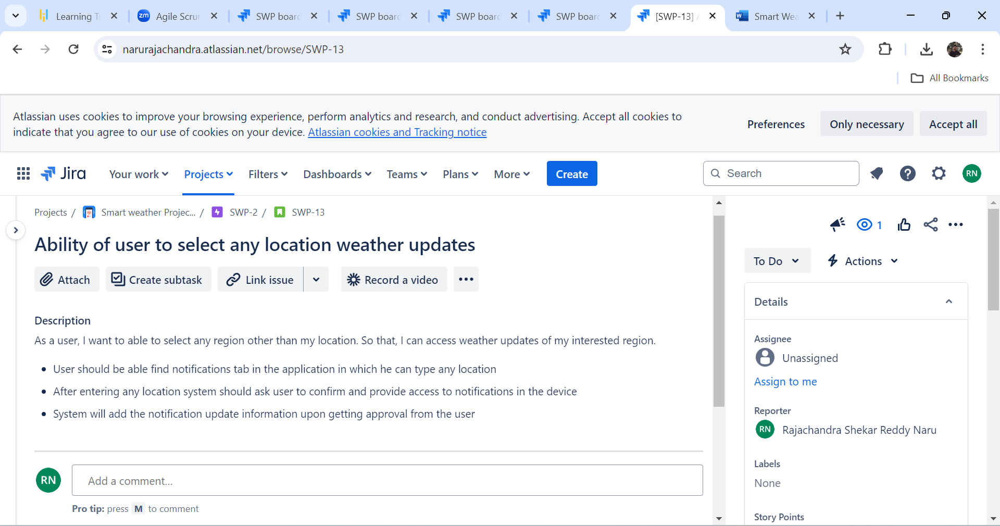 Learning T
Agile Scrur
SWP board
SWP board
SWP board
SWP board
[SWP-13] A
Smart Wea
narurajachandra.atlassian.net/browse/SWP-13
All Bookmarks
Atlassian uses cookies to improve your browsing experience, perform analytics and research, and conduct advertising. Accept all cookies to
indicate that you agree to our use of cookies on your device. Atlassian cookies and Tracking notice
Preferences
Only necessary
Accept all
Jira
Your work
Projects
Filters
Dashboards
Teams
Plans
More
Create
Search
RN
Projects / Smart weather Projec... / SWP-2 / SWP-13
1
Ability of user to select any location weather updates
To Do
Actions
Attach
Create subtask
Link issue
Record a video
Details
Description
As a user, I want to able to select any region other than my location. So that, I can access weather updates of my interested region.
• User should be able find notifications tab in the application in which he can type any location
• After entering any location system should ask user to confirm and provide access to notifications in the device
• System will add the notification update information upon getting approval from the user
Assignee
Unassigned
Assign to me
Reporter
RN Rajachandra Shekar Reddy Naru
Labels
None
Story Points
RN
Add a comment...
Pro tip: press M to comment